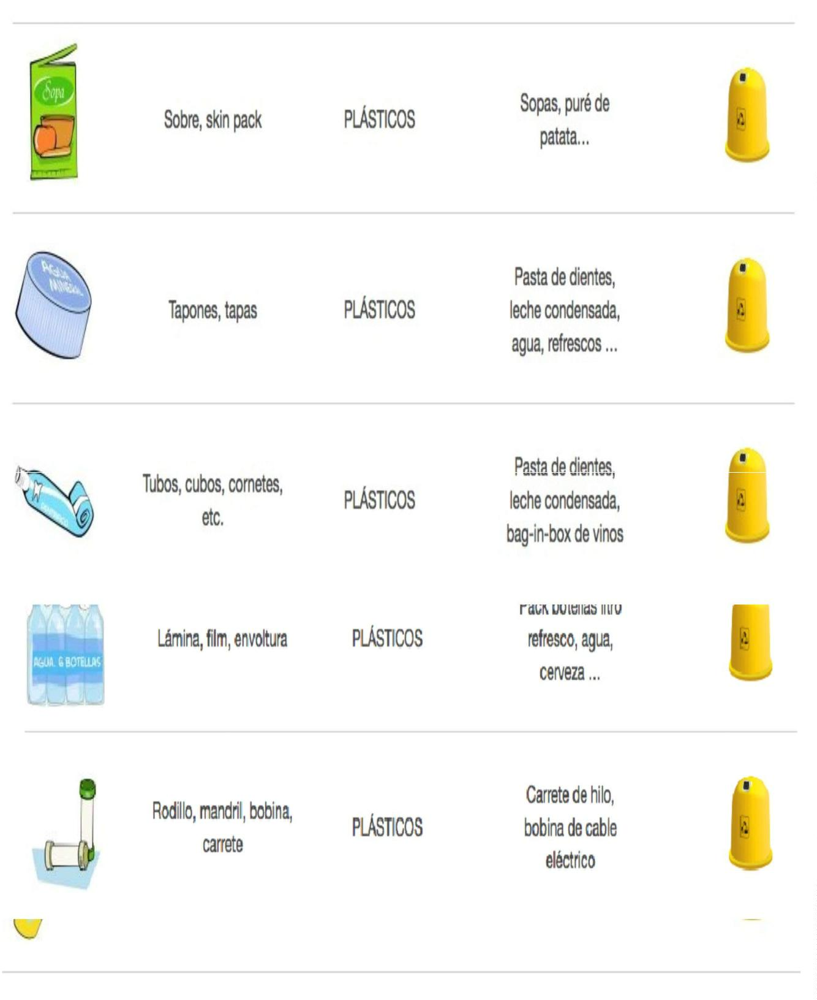 Sopa
Sobre, skin pack
PLÁSTICOS
Sopas, puré de
patata...
AGUA
MINERAL
Tapones, tapas
PLÁSTICOS
Pasta de dientes,
leche condensada,
agua, refrescos ...
Tubos, cubos, cornetes,
etc.
PLÁSTICOS
Pasta de dientes,
leche condensada,
bag-in-box de vinos
AGUA. 6 BOTELLAS
Lámina, film, envoltura
PLÁSTICOS
Pack botellas litro
refresco, agua,
cerveza ...
Rodillo, mandril, bobina,
carrete
PLÁSTICOS
Carrete de hilo,
bobina de cable
eléctrico